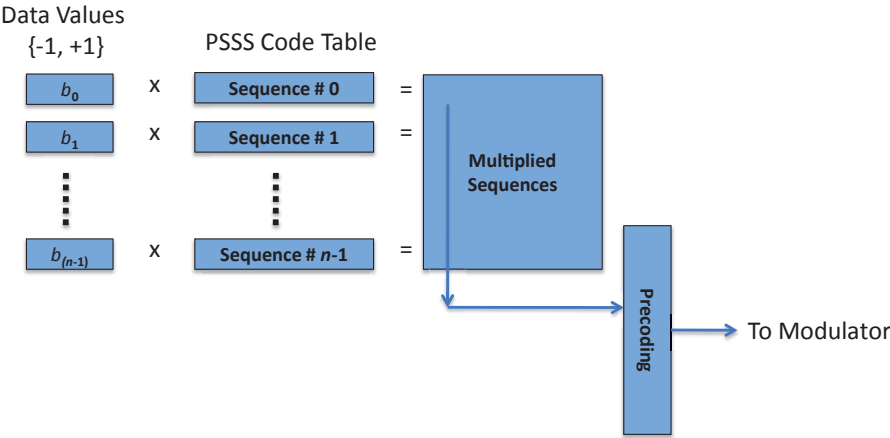 Data Values
{-1, +1}
PSSS Code Table
b0 x Sequence # 0 =
b1 x Sequence # 1 =
Multiplied
Sequences
b(n-1) x Sequence # n-1 =
Precoding
To Modulator